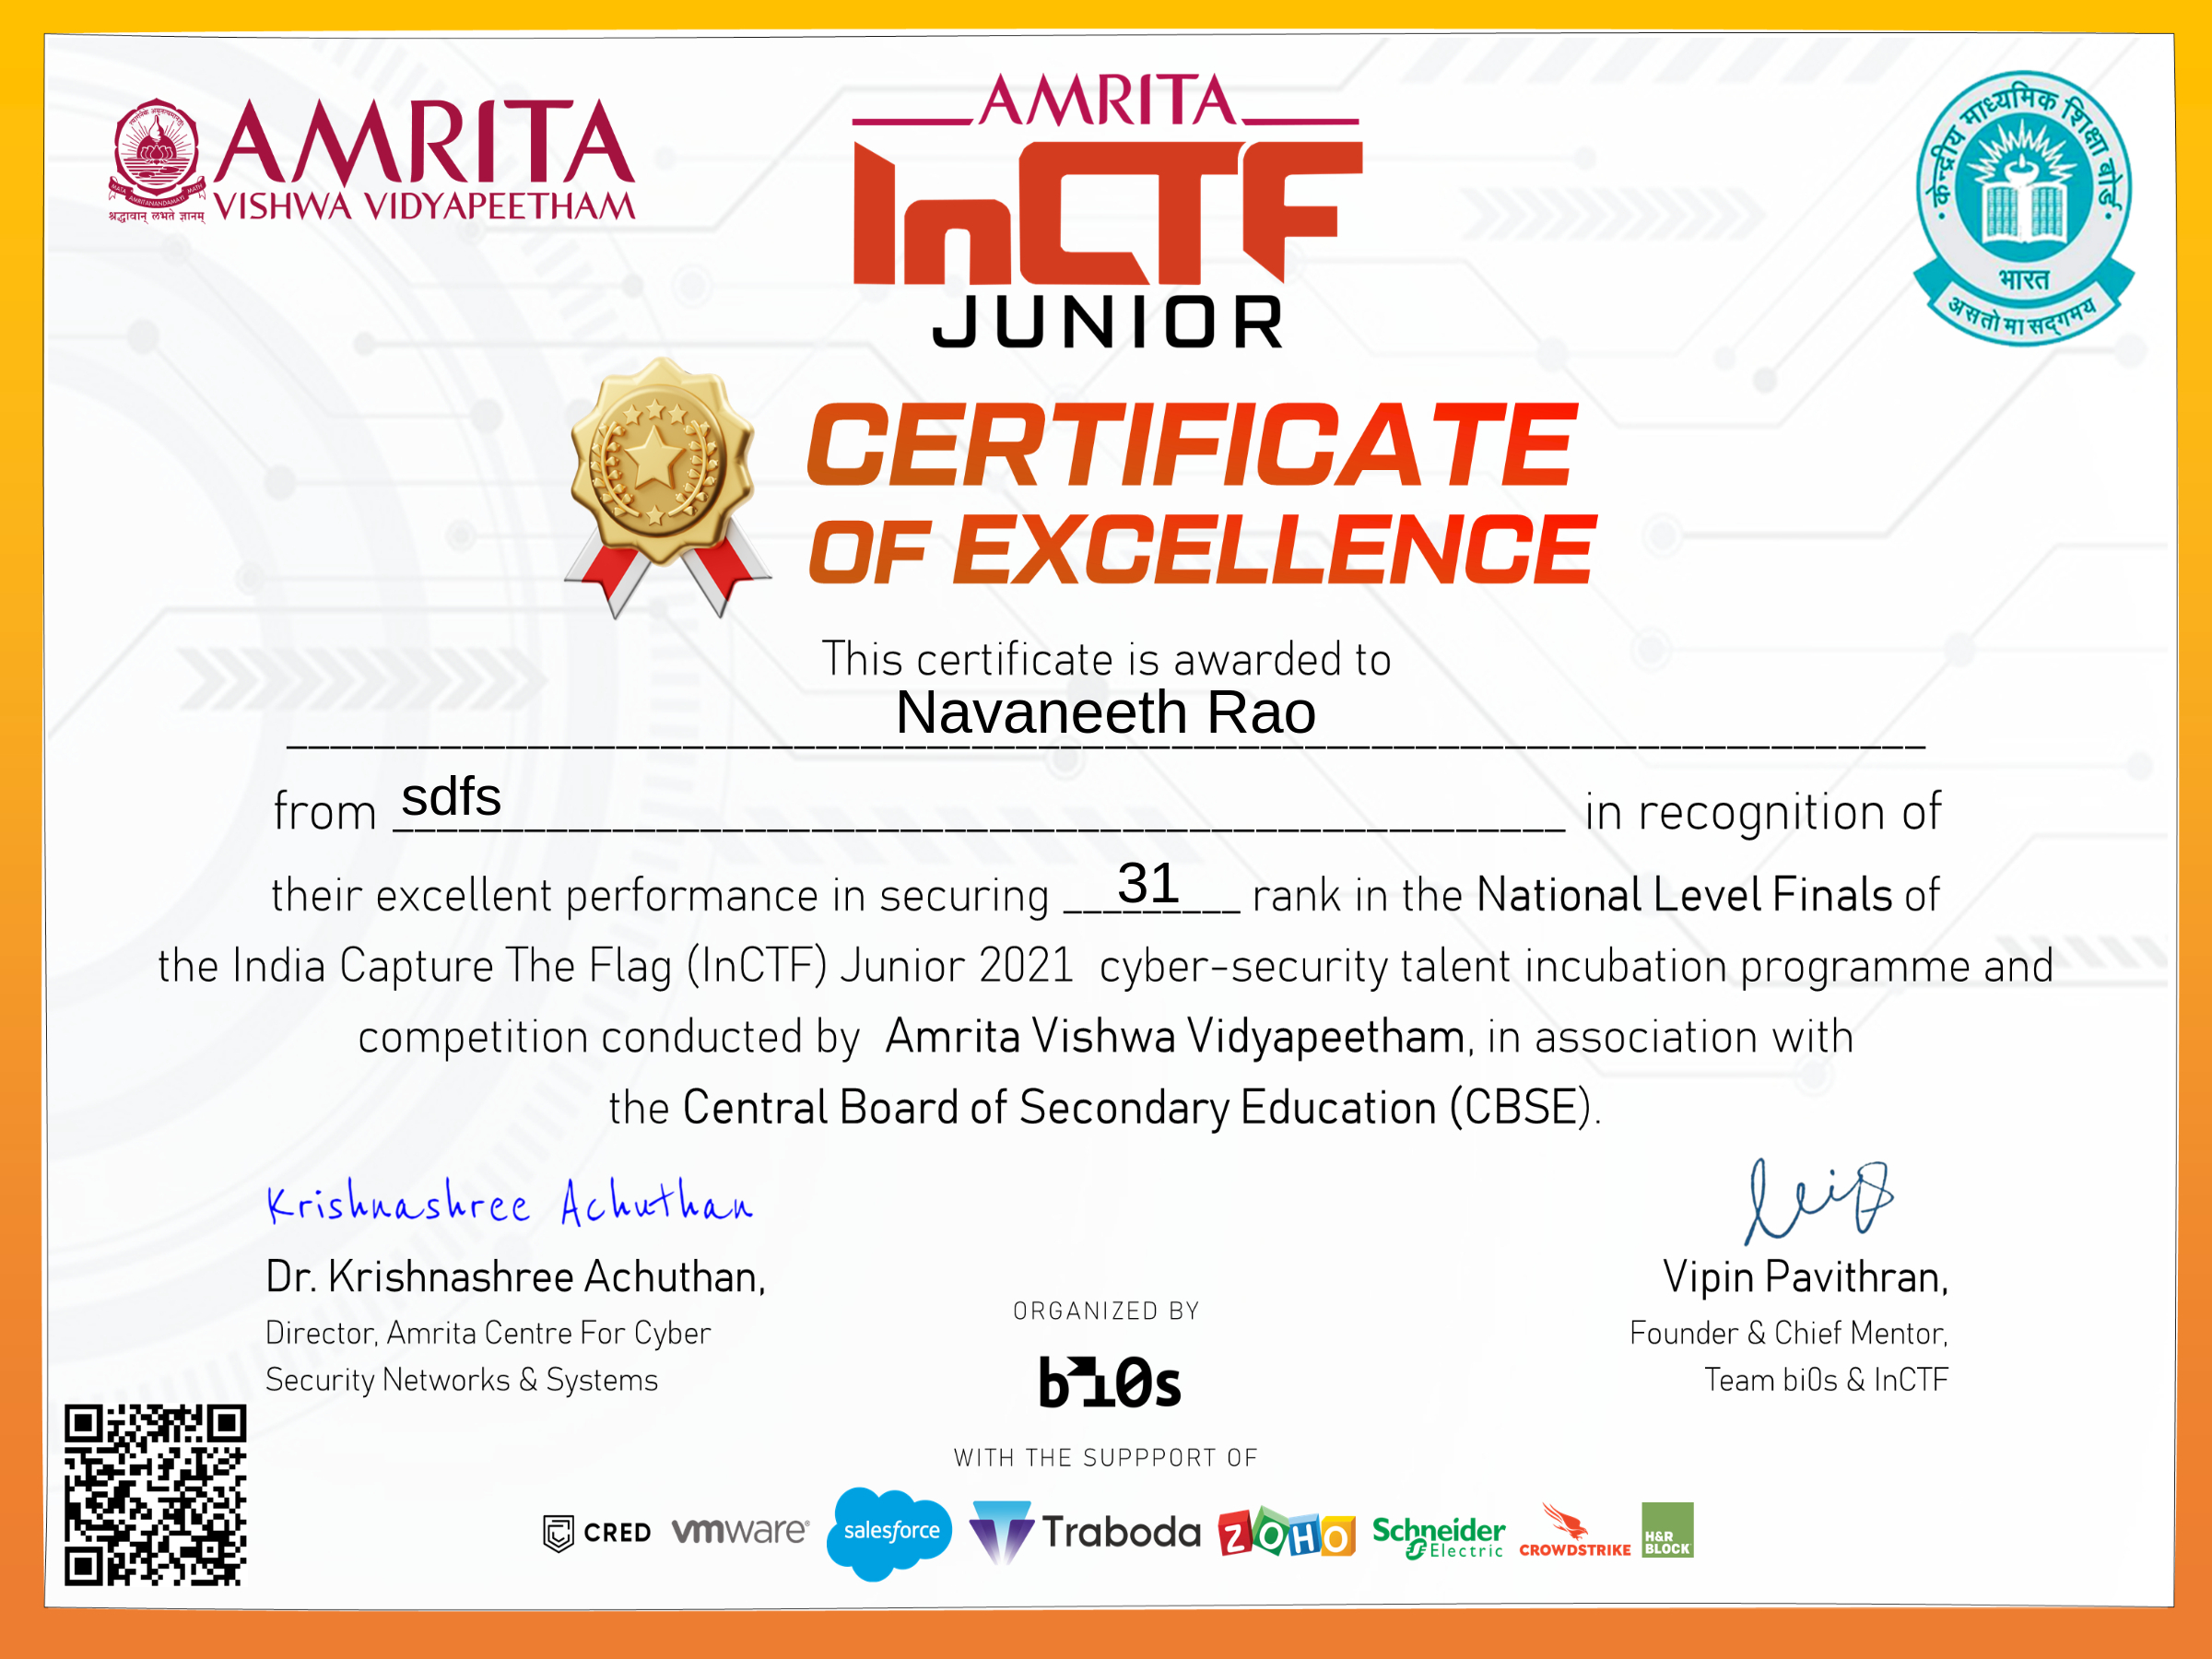 AMRITA
VISHWA VIDYAPEETHAM
MATA AMRITANANDAMAYI MATH
श्रद्धावान् लभते ज्ञानम्
AMRITA
InCTF
JUNIOR
केन्द्रीय माध्यमिक शिक्षा बोर्ड
भारत
असतो मा सद्गमय
CERTIFICATE
OF EXCELLENCE
This certificate is awarded to
Navaneeth Rao
from sdfs in recognition of
their excellent performance in securing 31 rank in the National Level Finals of
the India Capture The Flag (InCTF) Junior 2021 cyber-security talent incubation programme and
competition conducted by Amrita Vishwa Vidyapeetham, in association with
the Central Board of Secondary Education (CBSE).
Krishnashree Achuthan
Dr. Krishnashree Achuthan,
Director, Amrita Centre For Cyber
Security Networks & Systems
Vipin Pavithran,
Founder & Chief Mentor,
Team bi0s & InCTF
ORGANIZED BY
bi0s
WITH THE SUPPPORT OF
CRED
vmware®
salesforce
Traboda
ZOHO
Schneider
Electric
CROWDSTRIKE
H&R
BLOCK